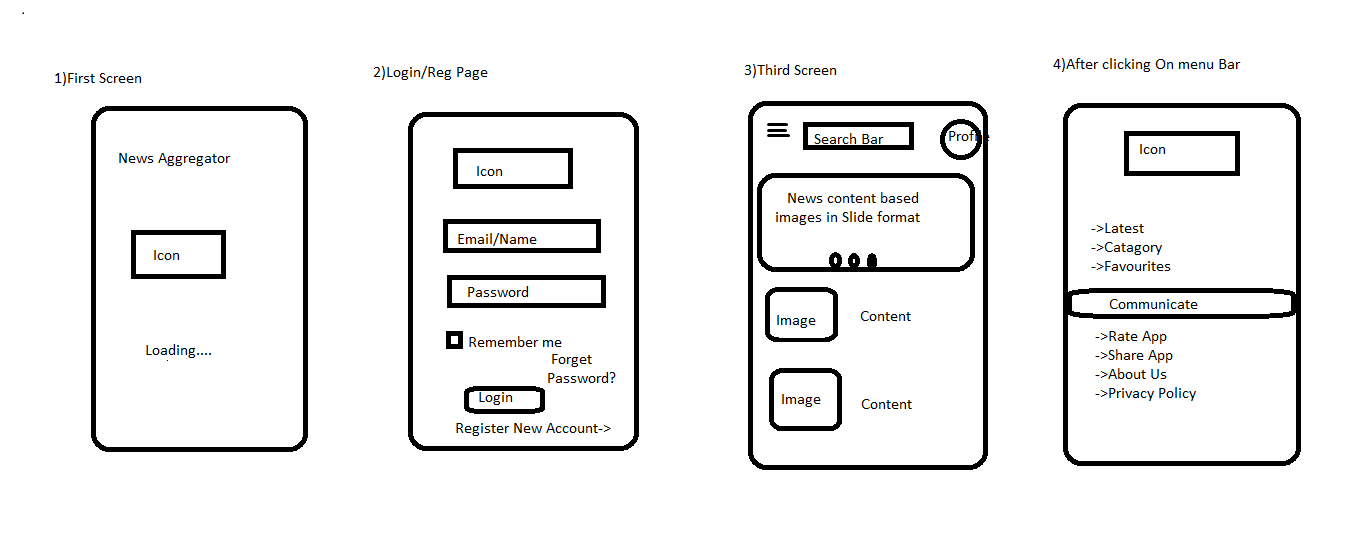 1)First Screen
News Aggregator
Icon
Loading....
2)Login/Reg Page
Icon
Email/Name
Password
Remember me
Forget
Password?
Login
Register New Account->
3)Third Screen
Search Bar
Profile
News content based
images in Slide format
Image
Content
Image
Content
4)After clicking On menu Bar
Icon
->Latest
->Catagory
->Favourites
Communicate
->Rate App
->Share App
->About Us
->Privacy Policy